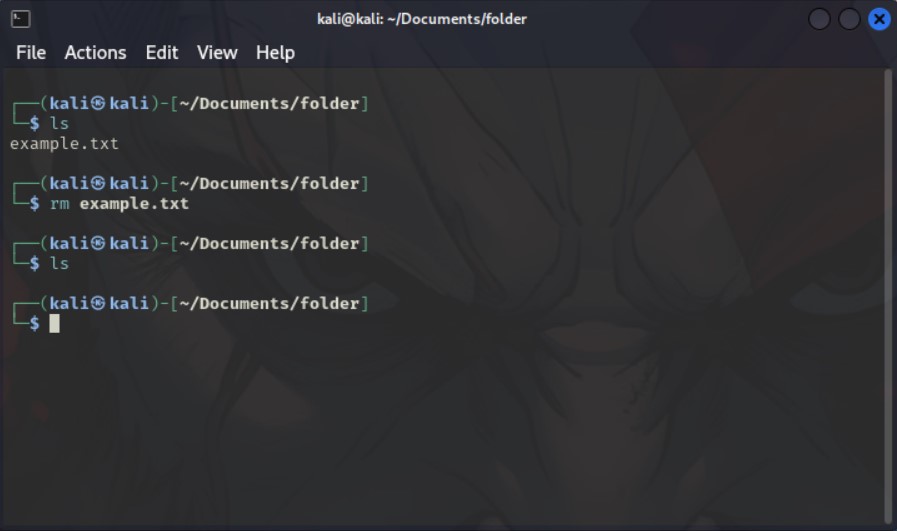 kali@kali: ~/Documents/folder
File Actions Edit View Help
┌──(kali㉿kali)-[~/Documents/folder]
└─$ ls
example.txt
┌──(kali㉿kali)-[~/Documents/folder]
└─$ rm example.txt
┌──(kali㉿kali)-[~/Documents/folder]
└─$ ls
┌──(kali㉿kali)-[~/Documents/folder]
└─$